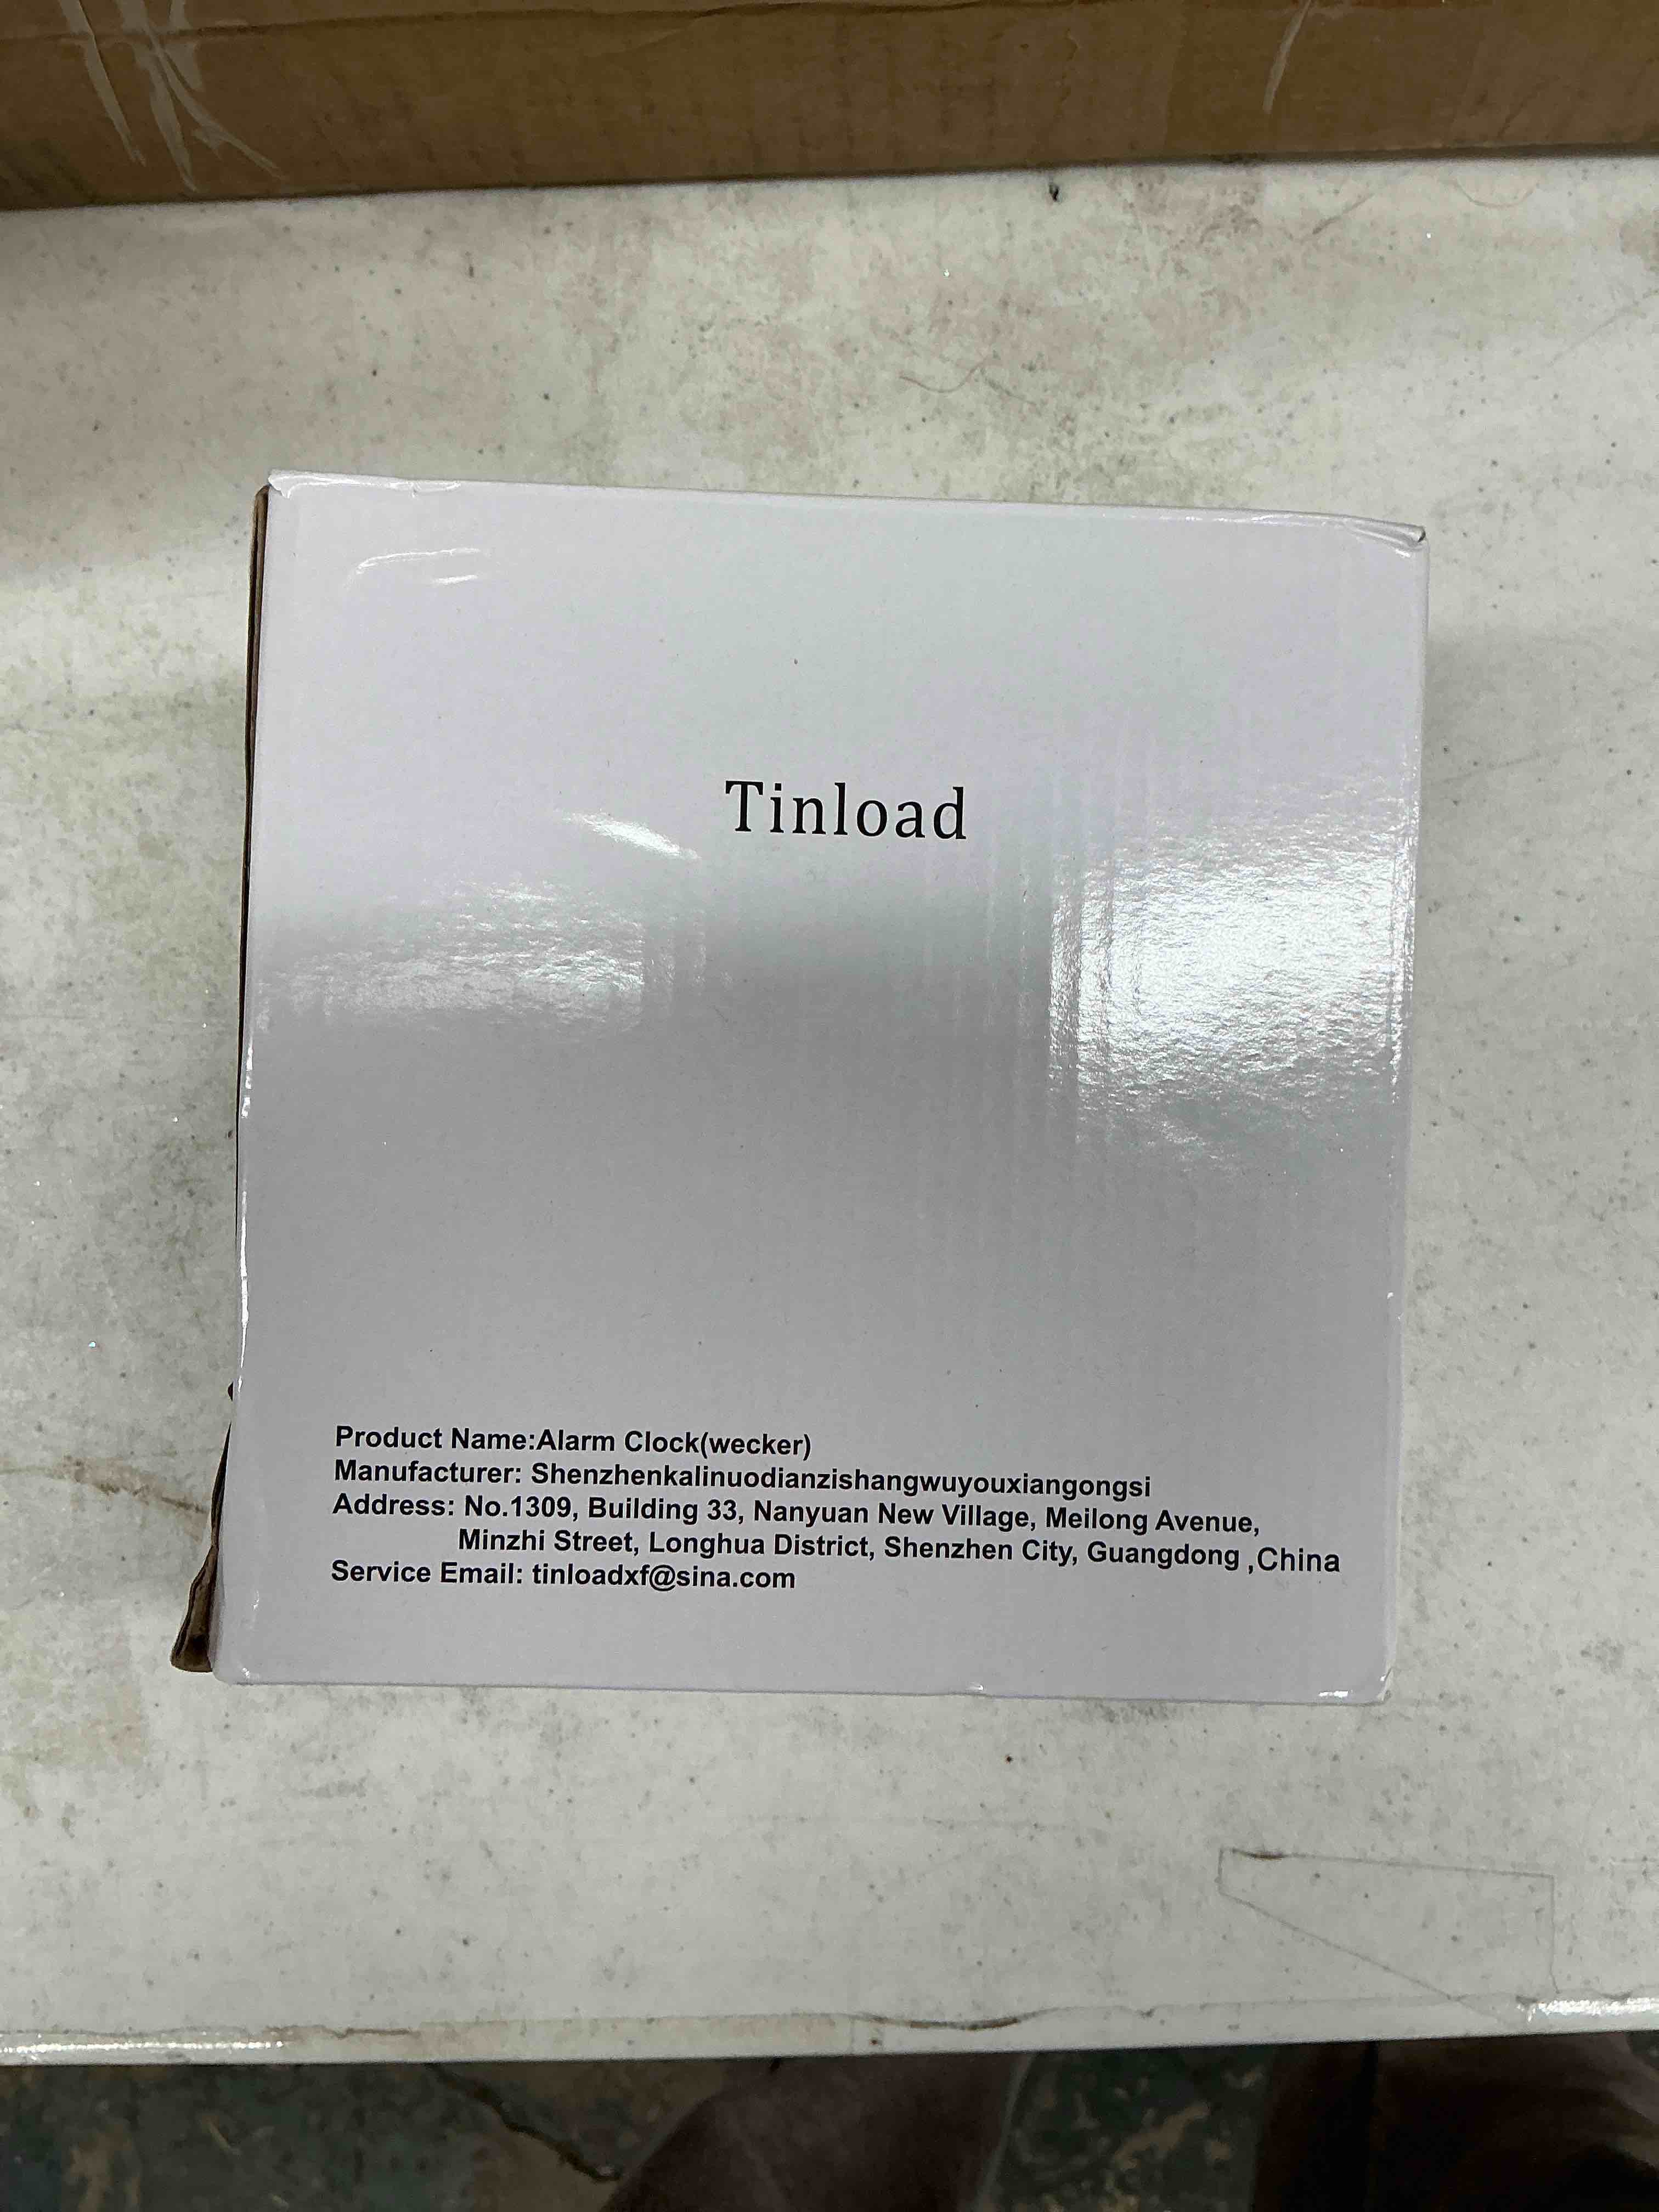 Tinload
Product Name:Alarm Clock(wecker)
Manufacturer: Shenzhenkalinuodianzishangwuyouxiangongsi
Address: No.1309, Building 33, Nanyuan New Village, Meilong Avenue,
Minzhi Street, Longhua District, Shenzhen City, Guangdong ,China
Service Email: tinloadxf@sina.com